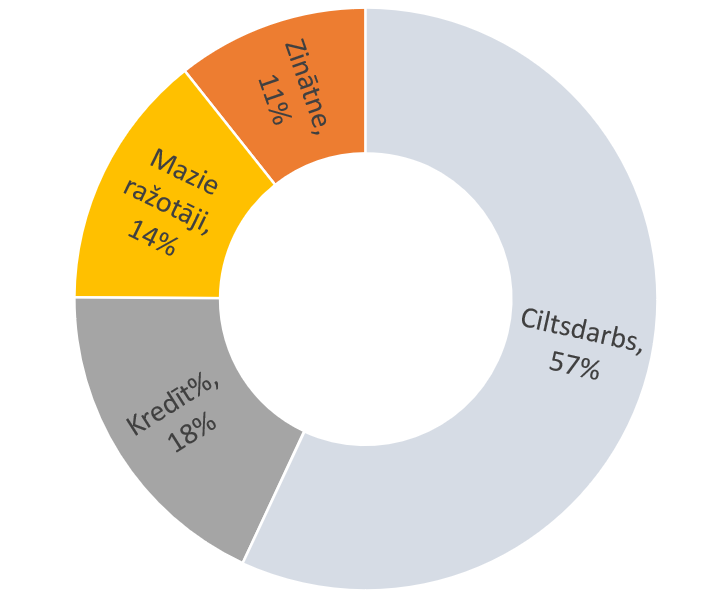 Ciltsdarbs,
57%
Kredīt%,
18%
Mazie
ražotāji,
14%
Zinātne,
11%